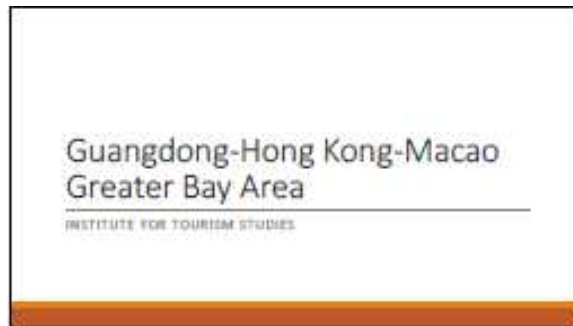 Guangdong-Hong Kong-Macao
Greater Bay Area
INSTITUTE FOR TOURISM STUDIES